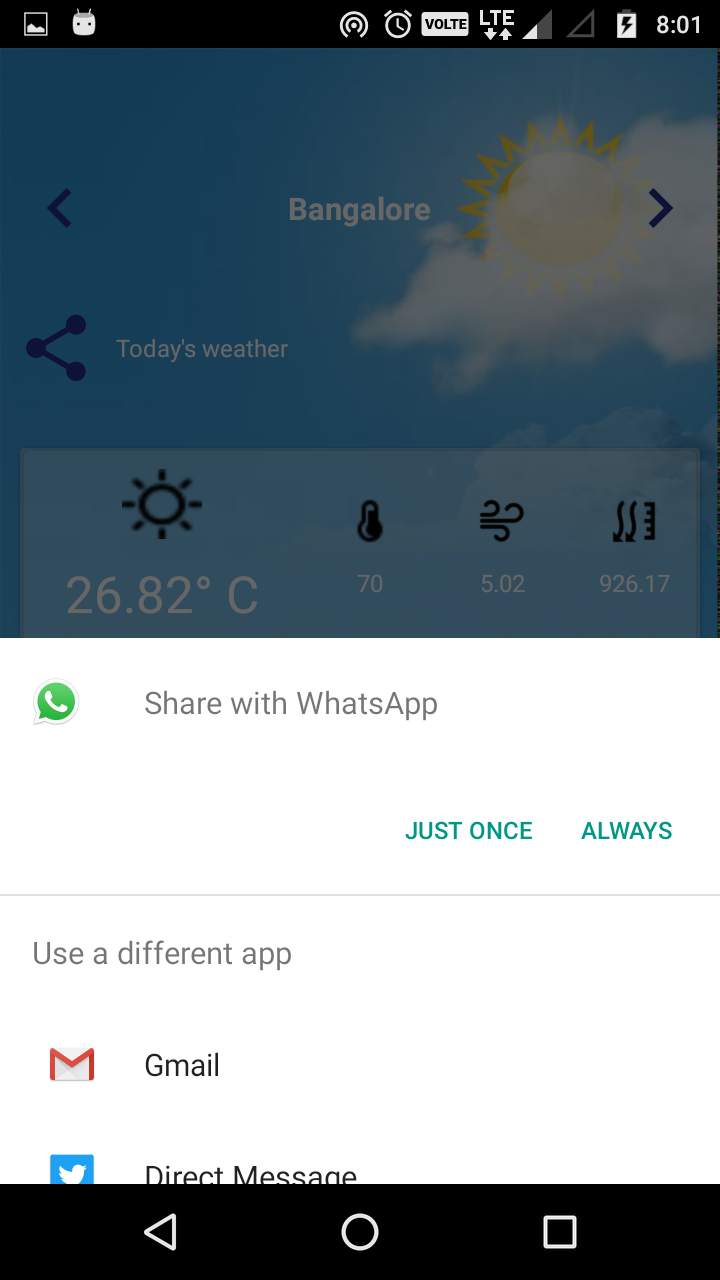 VOLTE LTE 8:01
Bangalore
Today's weather
26.82° C 70 5.02 926.17
Share with WhatsApp
JUST ONCE ALWAYS
Use a different app
Gmail
Direct Message